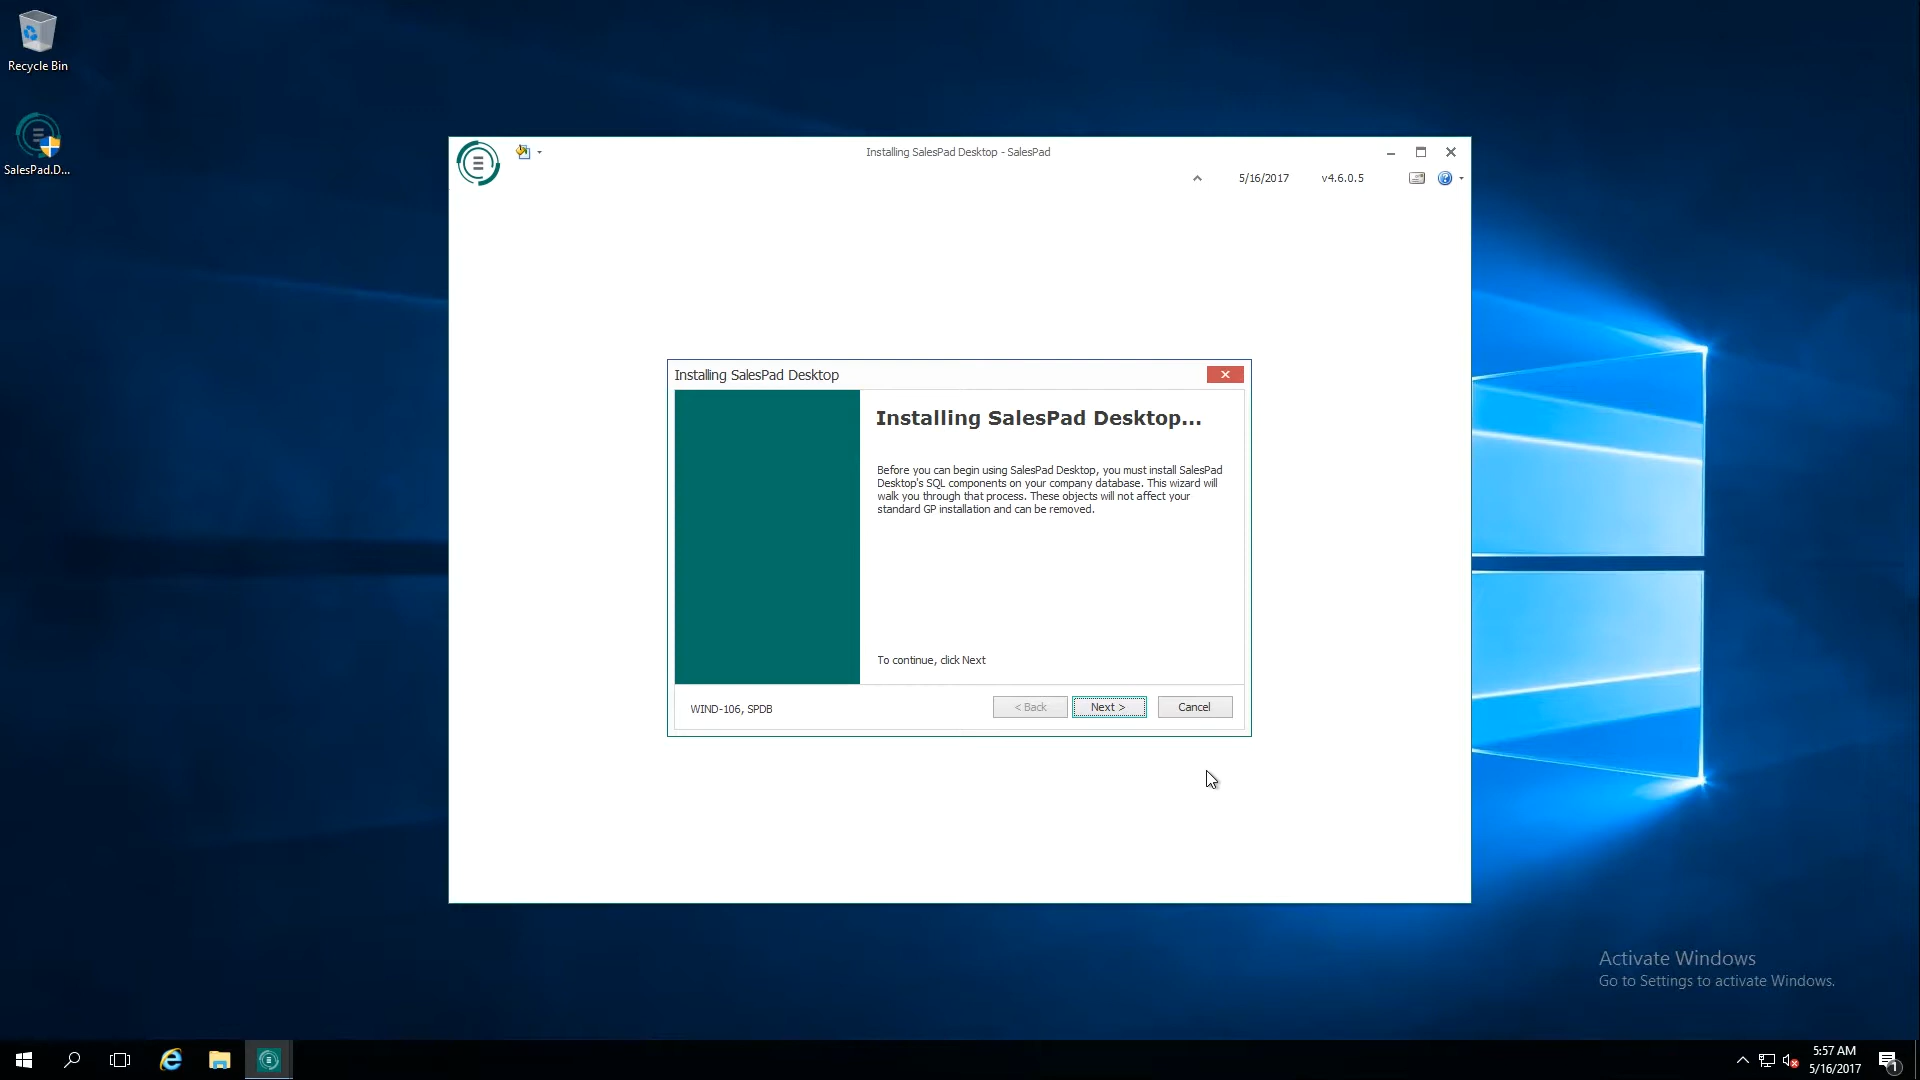 Recycle Bin
SalesPad.D...
Installing SalesPad Desktop - SalesPad
5/16/2017
v4.6.0.5
Installing SalesPad Desktop
Installing SalesPad Desktop...
Before you can begin using SalesPad Desktop, you must install SalesPad
Desktop's SQL components on your company database. This wizard will
walk you through that process. These objects will not affect your
standard GP installation and can be removed.
To continue, click Next
WIND-106, SPDB
< Back
Next >
Cancel
Activate Windows
Go to Settings to activate Windows.
5:57 AM
5/16/2017
1